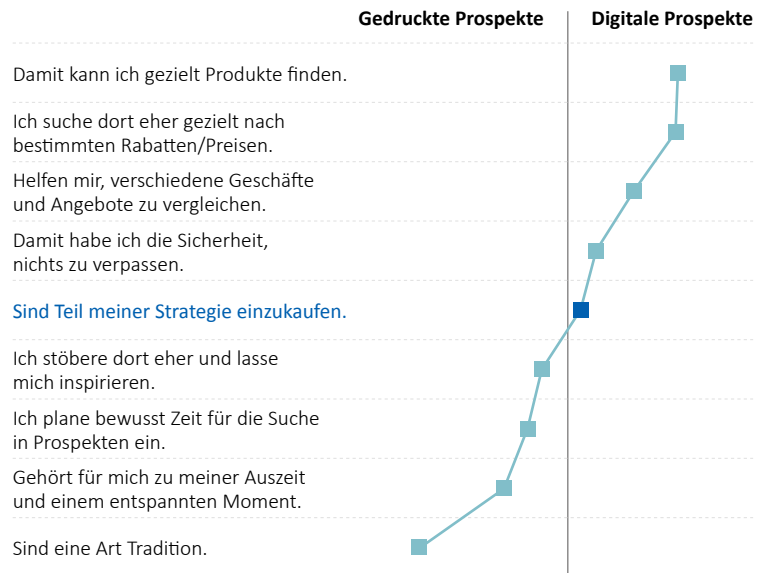 Gedruckte Prospekte
Digitale Prospekte
Damit kann ich gezielt Produkte finden.
Ich suche dort eher gezielt nach
bestimmten Rabatten/Preisen.
Helfen mir, verschiedene Geschäfte
und Angebote zu vergleichen.
Damit habe ich die Sicherheit,
nichts zu verpassen.
Sind Teil meiner Strategie einzukaufen.
Ich stöbere dort eher und lasse
mich inspirieren.
Ich plane bewusst Zeit für die Suche
in Prospekten ein.
Gehört für mich zu meiner Auszeit
und einem entspannten Moment.
Sind eine Art Tradition.